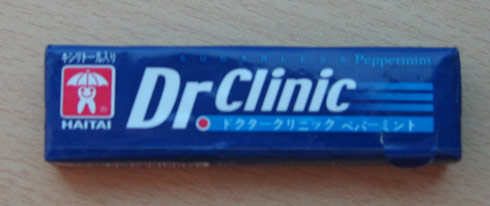 キシリトール入り
SUGARLESS Peppermint
HAITAI
Dr.Clinic
ドクタークリニック ペパーミント